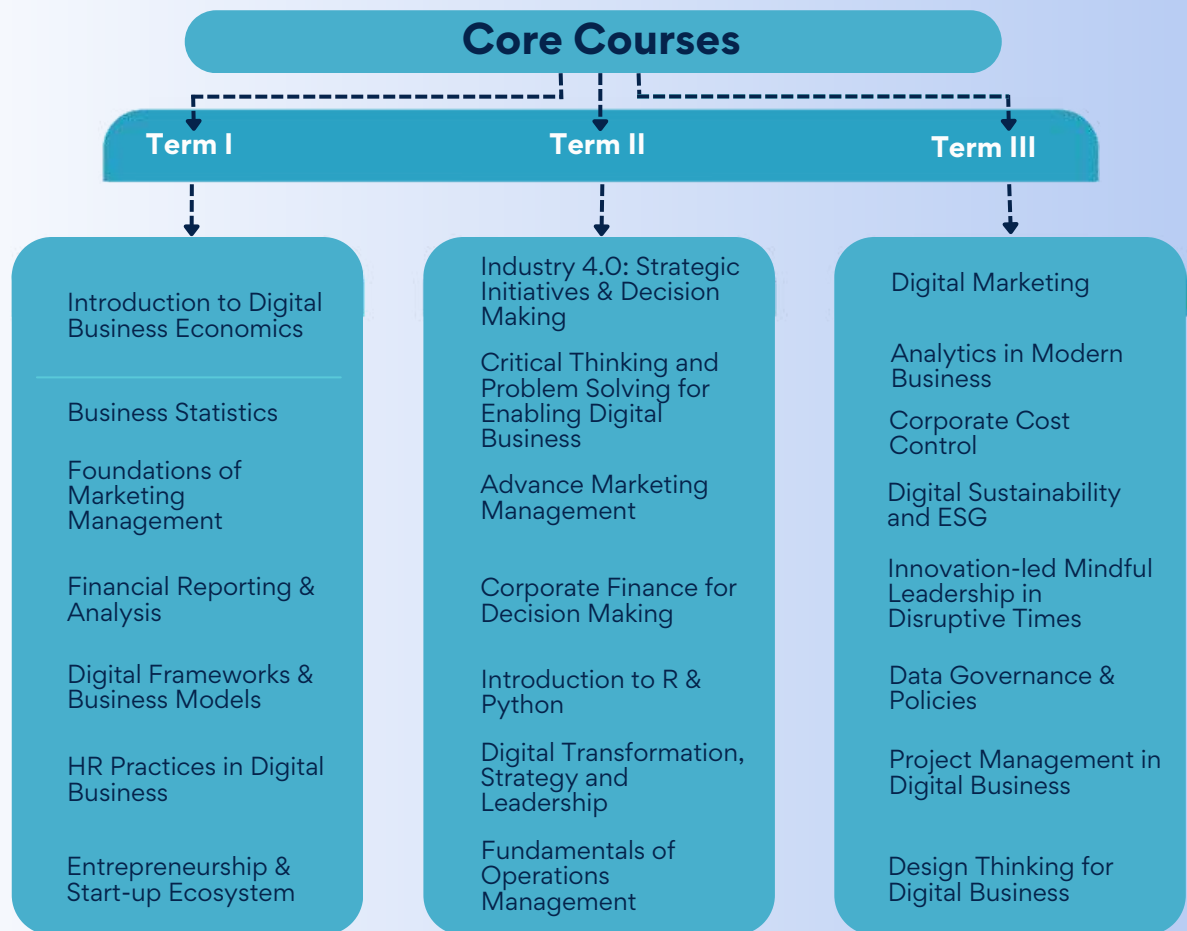 Core Courses
Term I
Term II
Term III
Introduction to Digital
Business Economics
Business Statistics
Foundations of
Marketing
Management
Financial Reporting &
Analysis
Digital Frameworks &
Business Models
HR Practices in Digital
Business
Entrepreneurship &
Start-up Ecosystem
Industry 4.0: Strategic
Initiatives & Decision
Making
Critical Thinking and
Problem Solving for
Enabling Digital
Business
Advance Marketing
Management
Corporate Finance for
Decision Making
Introduction to R &
Python
Digital Transformation,
Strategy and
Leadership
Fundamentals of
Operations
Management
Digital Marketing
Analytics in Modern
Business
Corporate Cost
Control
Digital Sustainability
and ESG
Innovation-led Mindful
Leadership in
Disruptive Times
Data Governance &
Policies
Project Management in
Digital Business
Design Thinking for
Digital Business